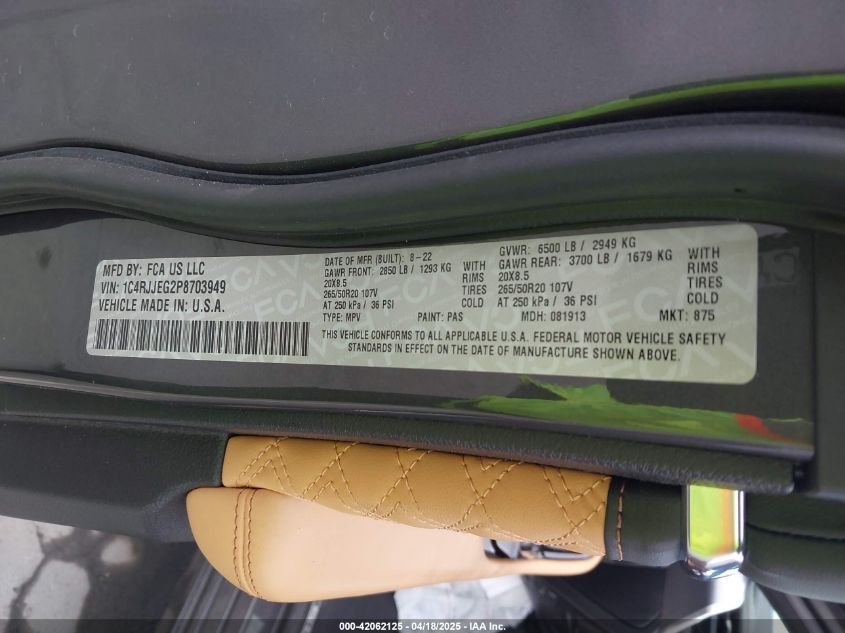 MFD BY: FCA US LLC
VIN: 1C4RJJEG2P8703949
VEHICLE MADE IN: U.S.A.
DATE OF MFR (BUILT): 8-22
GVWR: 6500 LB / 2949 KG
GAWR FRONT: 2850 LB / 1293 KG WITH
GAWR REAR: 3700 LB / 1679 KG WITH
20X8.5 RIMS
20X8.5 RIMS
265/50R20 107V TIRES
265/50R20 107V TIRES
AT 250 kPa / 36 PSI COLD
AT 250 kPa / 36 PSI COLD
TYPE: MPV PAINT: PAS MDH: 081913 MKT: 875
THIS VEHICLE CONFORMS TO ALL APPLICABLE U.S.A. FEDERAL MOTOR VEHICLE SAFETY
STANDARDS IN EFFECT ON THE DATE OF MANUFACTURE SHOWN ABOVE.
000-42062125 - 04/18/2025 - IAA Inc.